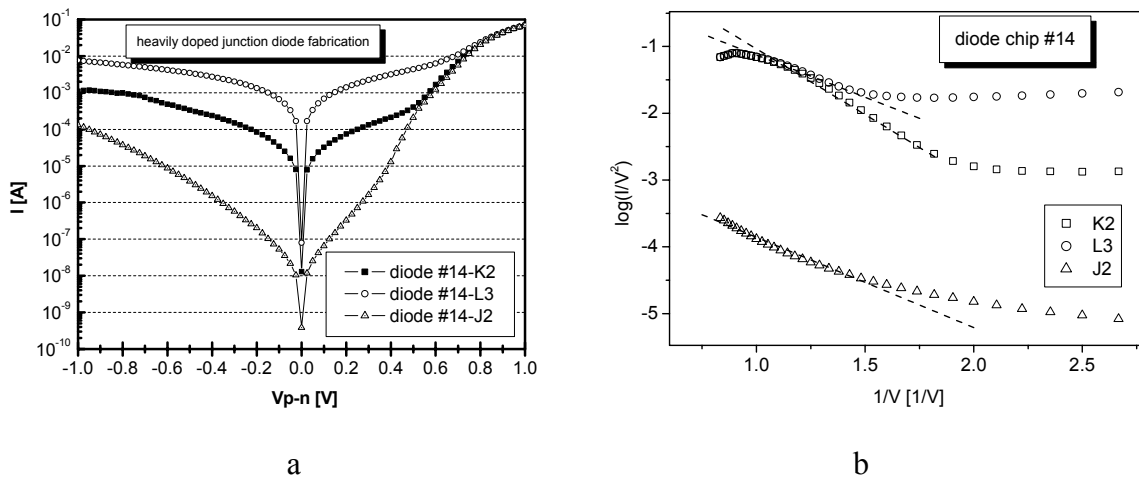 heavily doped junction diode fabrication
I [A]
10^-1
10^-2
10^-3
10^-4
10^-5
10^-6
10^-7
10^-8
10^-9
10^-10
diode #14-K2
diode #14-L3
diode #14-J2
-1.0 -0.8 -0.6 -0.4 -0.2 0.0 0.2 0.4 0.6 0.8 1.0
Vp-n [V]
a
diode chip #14
log(I/V^2)
-1
-2
-3
-4
-5
K2
L3
J2
1.0 1.5 2.0 2.5
1/V [1/V]
b